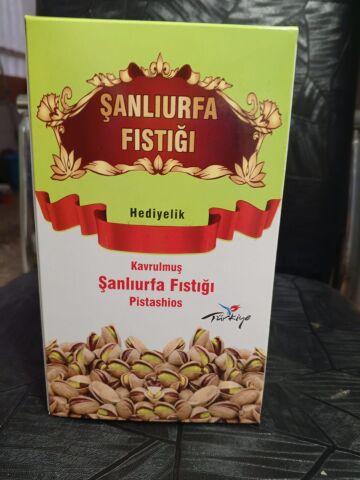 ŞANLIURFA
FISTIĞI
Hediyelik
Kavrulmuş
Şanlıurfa Fıstığı
Pistashios
Türkiye